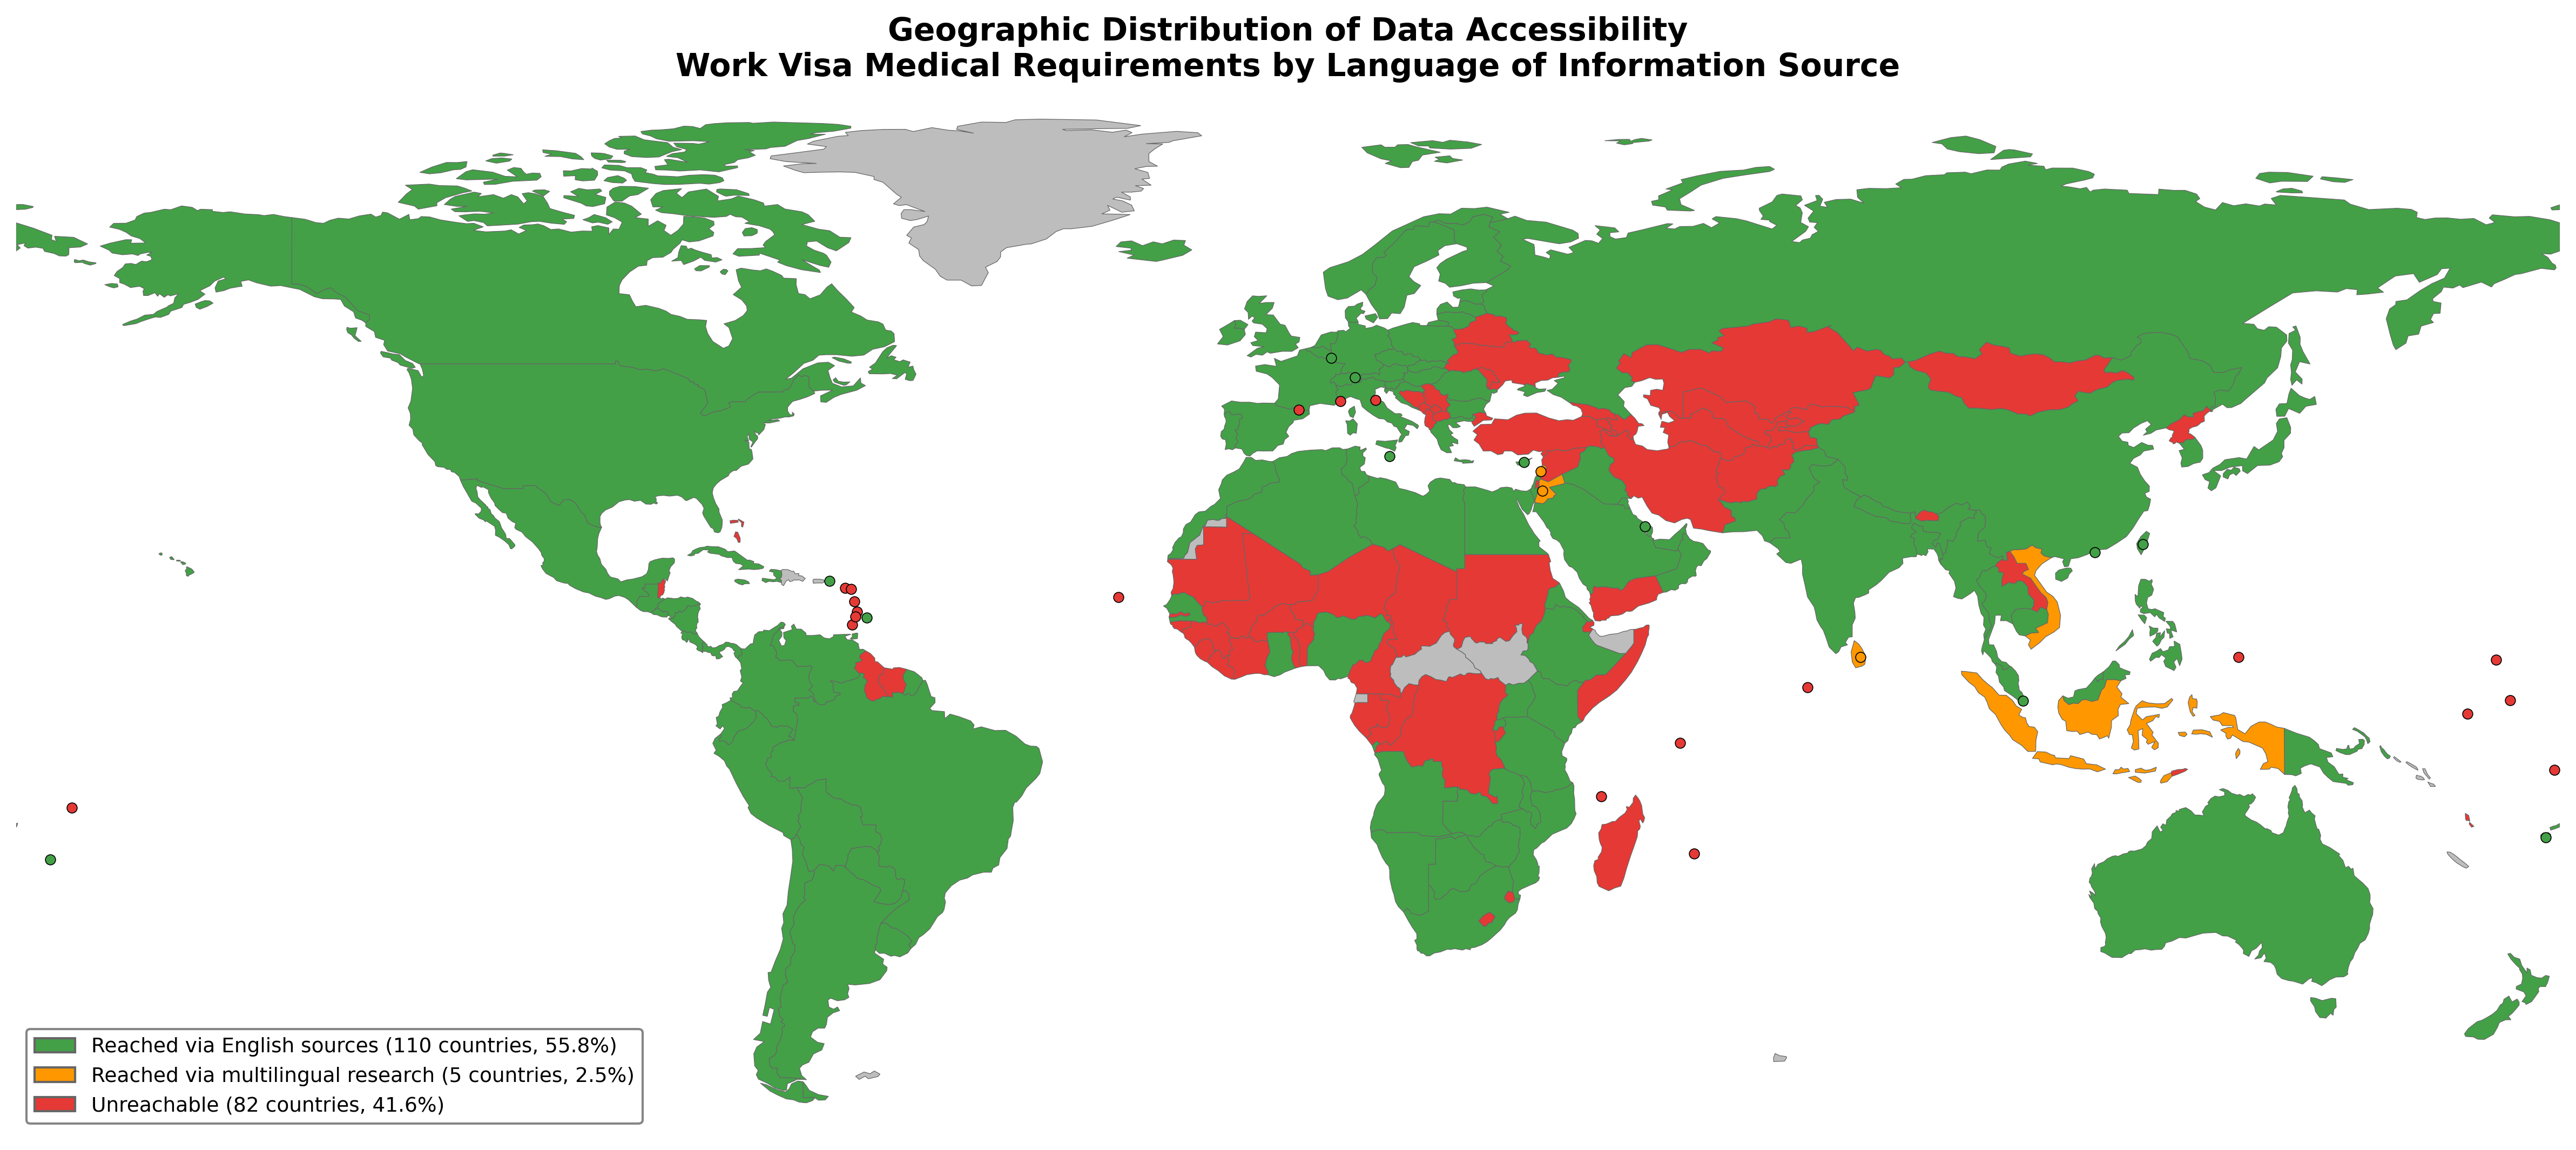 Geographic Distribution of Data Accessibility
Work Visa Medical Requirements by Language of Information Source
Reached via English sources (110 countries, 55.8%)
Reached via multilingual research (5 countries, 2.5%)
Unreachable (82 countries, 41.6%)